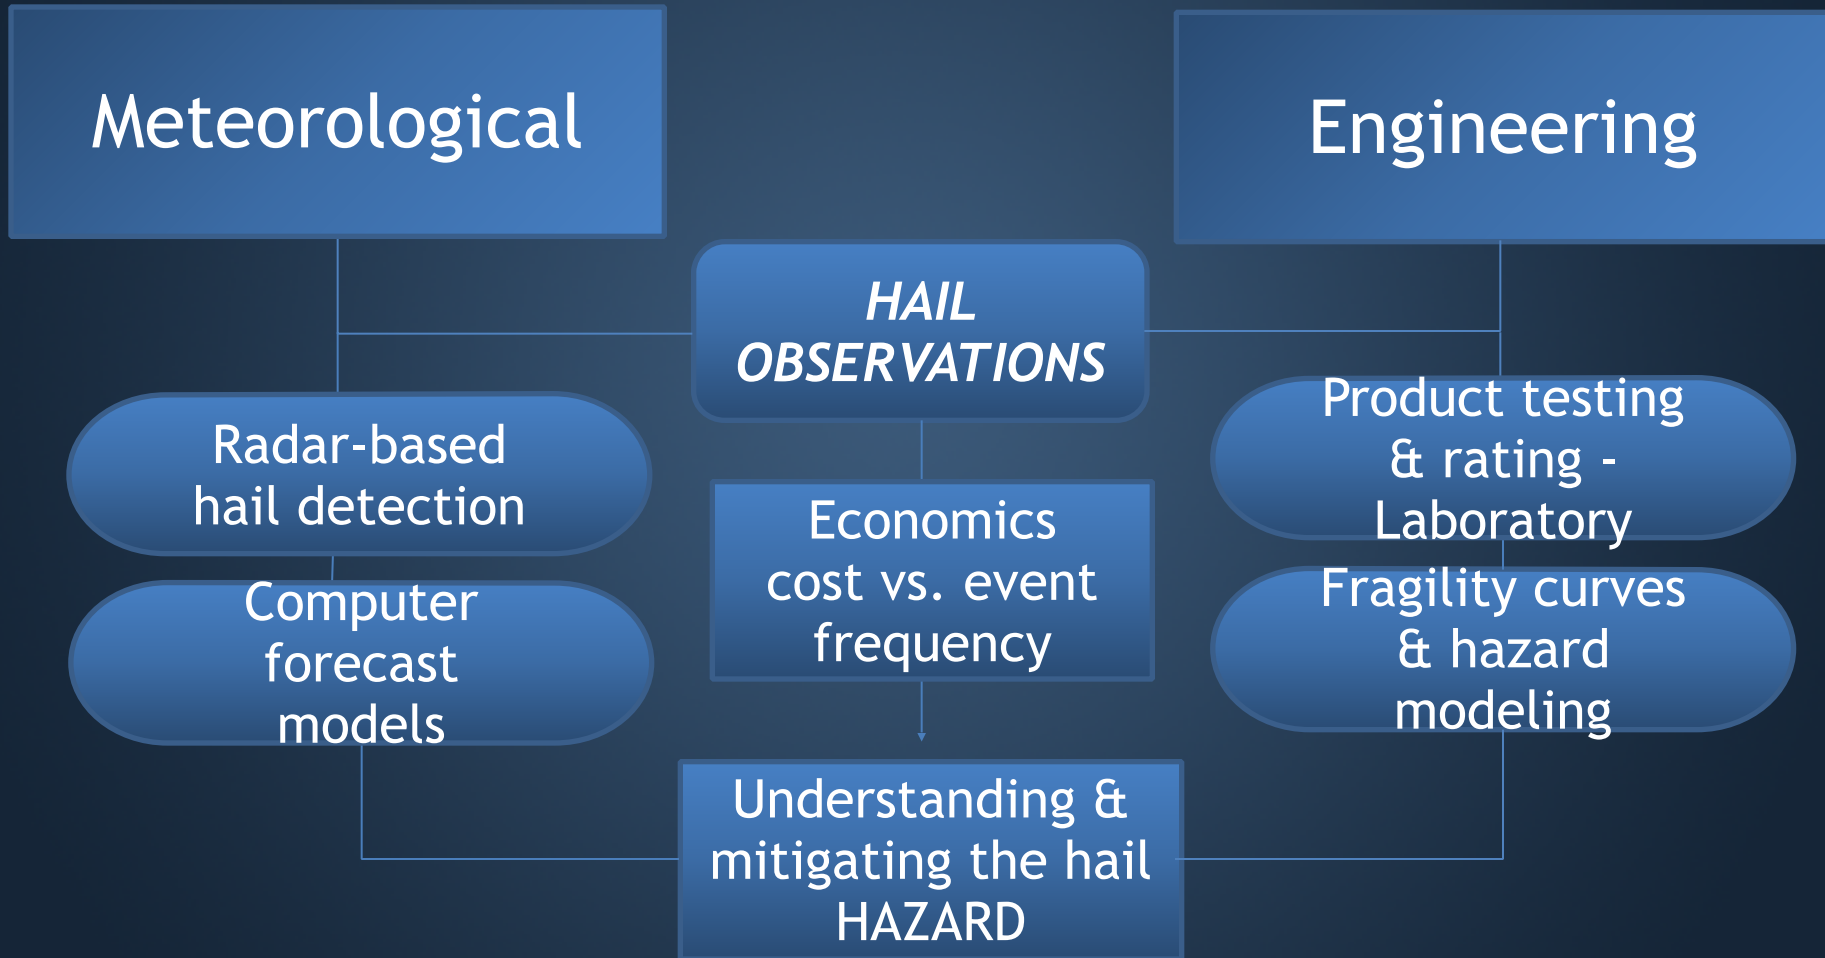 Meteorological
Engineering
HAIL
OBSERVATIONS
Radar-based
hail detection
Computer
forecast
models
Economics
cost vs. event
frequency
Product testing
& rating -
Laboratory
Fragility curves
& hazard
modeling
Understanding &
mitigating the hail
HAZARD